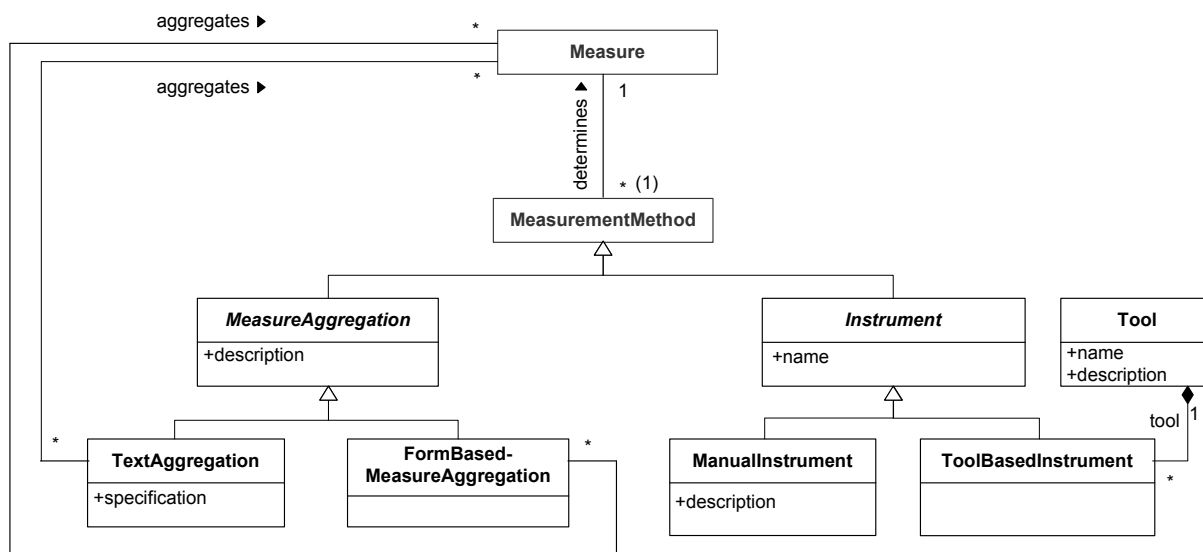 aggregates ▶
*
Measure
*
aggregates ▶
1
determines ▶
* (1)
MeasurementMethod
MeasureAggregation
+description
Instrument
+name
Tool
+name
+description
tool
1
*
TextAggregation
+specification
FormBased-
MeasureAggregation
*
ManualInstrument
+description
ToolBasedInstrument
*